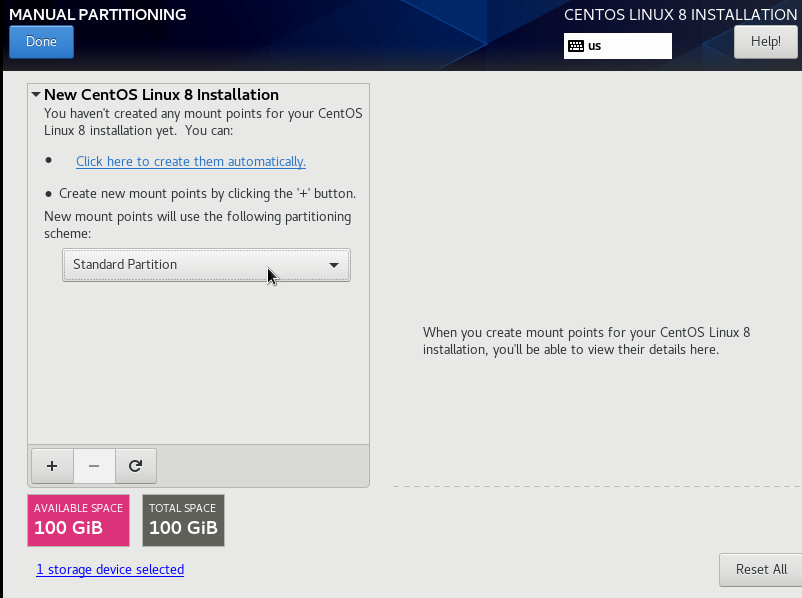 MANUAL PARTITIONING
CENTOS LINUX 8 INSTALLATION
Done
us
Help!
New CentOS Linux 8 Installation
You haven't created any mount points for your CentOS
Linux 8 installation yet.  You can:
• Click here to create them automatically.
• Create new mount points by clicking the '+' button.
New mount points will use the following partitioning
scheme:
Standard Partition
When you create mount points for your CentOS Linux 8
installation, you'll be able to view their details here.
AVAILABLE SPACE
100 GiB
TOTAL SPACE
100 GiB
1 storage device selected
Reset All